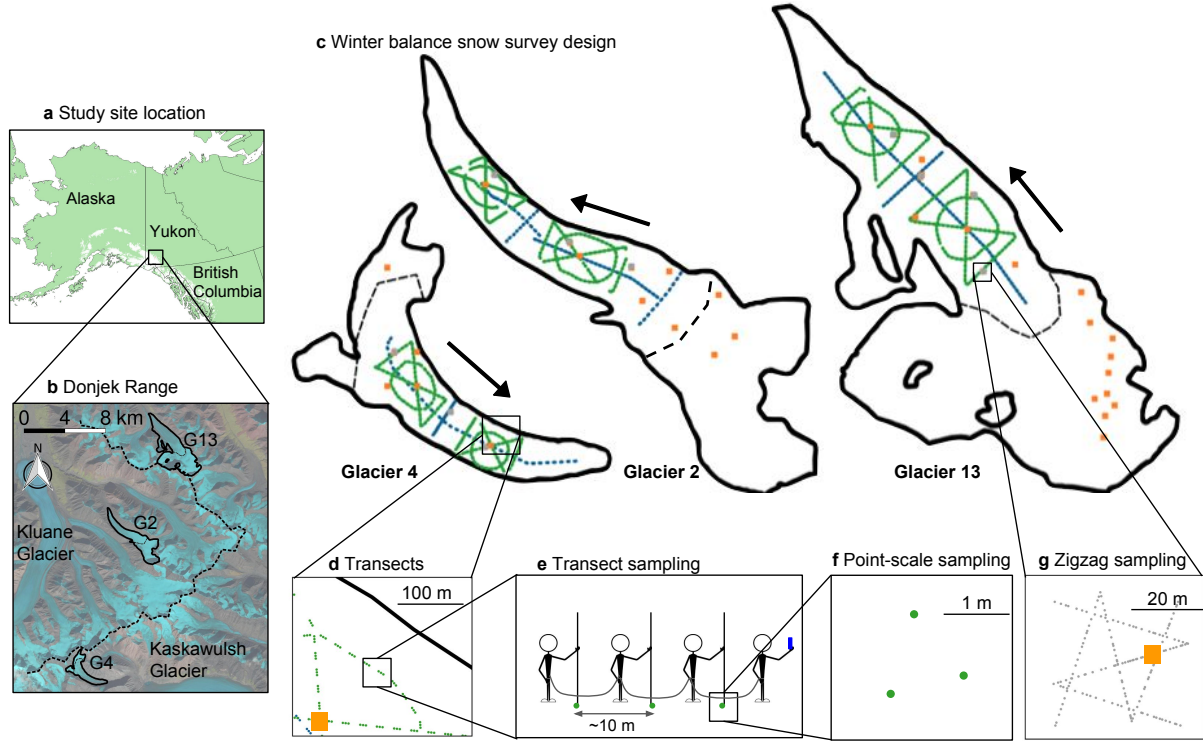 c Winter balance snow survey design
a Study site location
Alaska
Yukon
British
Columbia
b Donjek Range
0 4 8 km
N
G13
G2
Kluane
Glacier
Kaskawulsh
Glacier
G4
Glacier 4
Glacier 2
Glacier 13
d Transects
100 m
e Transect sampling
~10 m
f Point-scale sampling
1 m
g Zigzag sampling
20 m